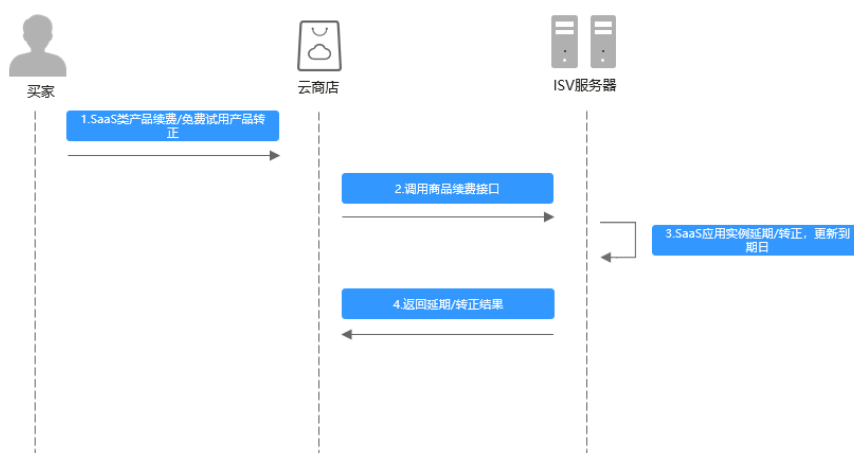 买家
云商店
ISV服务器
1.SaaS类产品续费/免费试用产品转
正
2.调用商品续费接口
3.SaaS应用实例延期/转正，更新到
期日
4.返回延期/转正结果